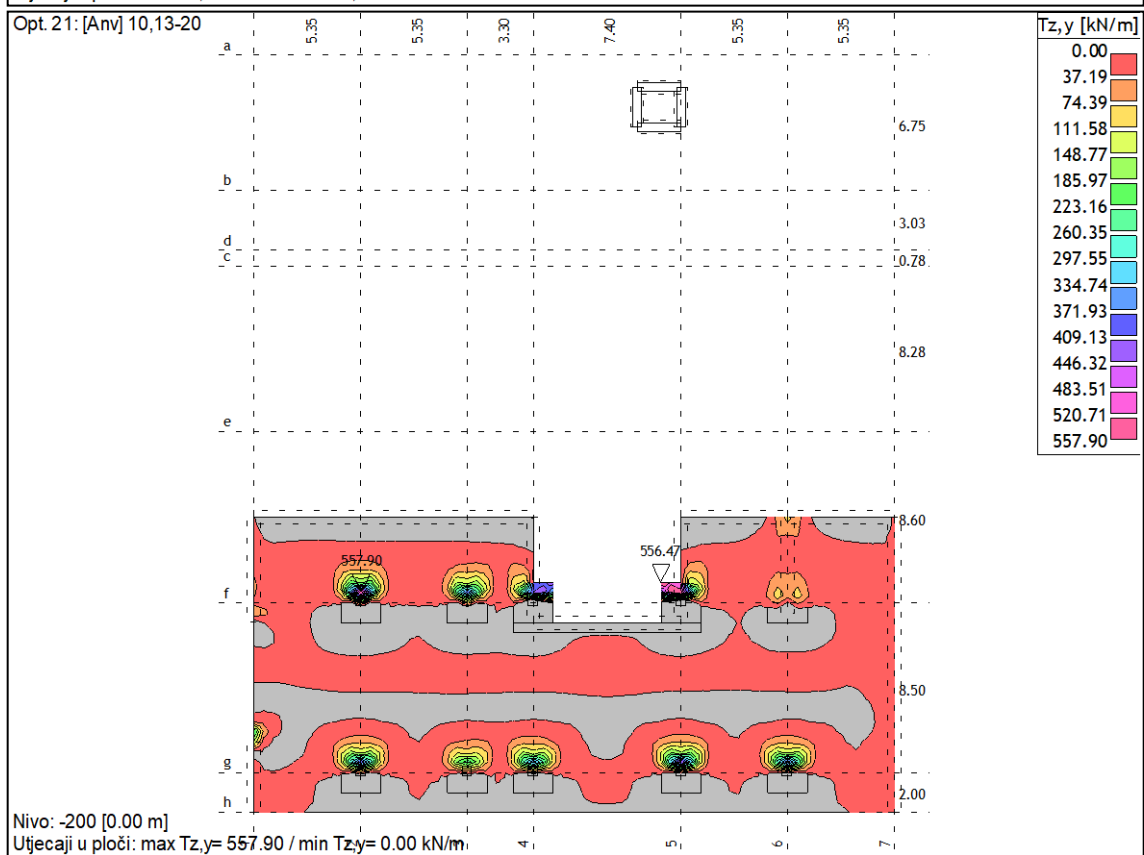 Opt. 21: [Anv] 10,13-20
5.35
5.35
3.30
7.40
5.35
5.35
Tz,y [kN/m]
0.00
37.19
74.39
111.58
148.77
185.97
223.16
260.35
297.55
334.74
371.93
409.13
446.32
483.51
520.71
557.90
a
6.75
b
3.03
d
c
0.78
8.28
e
8.60
557.90
556.47
f
8.50
g
2.00
h
Nivo: -200 [0.00 m]
Utjecaji u ploči: max Tz,y= 557.90 / min Tz,y= 0.00 kN/m
4
5
6
7